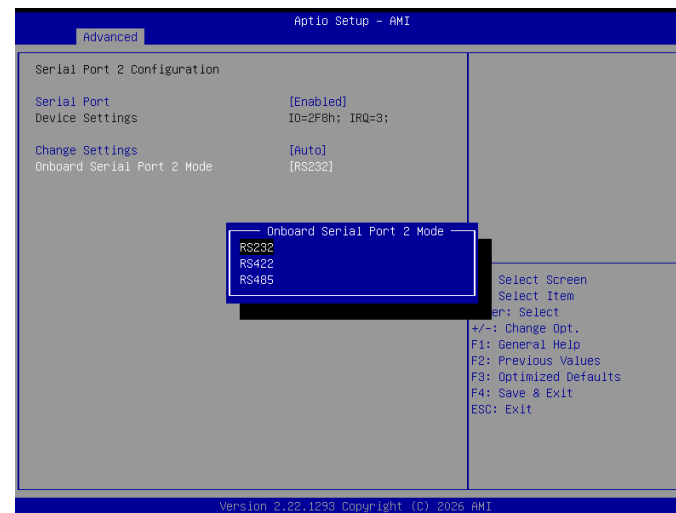 Aptio Setup – AMI
Advanced
Serial Port 2 Configuration
Serial Port [Enabled]
Device Settings IO=2F8h; IRQ=3;
Change Settings [Auto]
Onboard Serial Port 2 Mode [RS232]
Onboard Serial Port 2 Mode
RS232
RS422
RS485
Select Screen
Select Item
er: Select
+/-: Change Opt.
F1: General Help
F2: Previous Values
F3: Optimized Defaults
F4: Save & Exit
ESC: Exit
Version 2.22.1293 Copyright (C) 2026 AMI